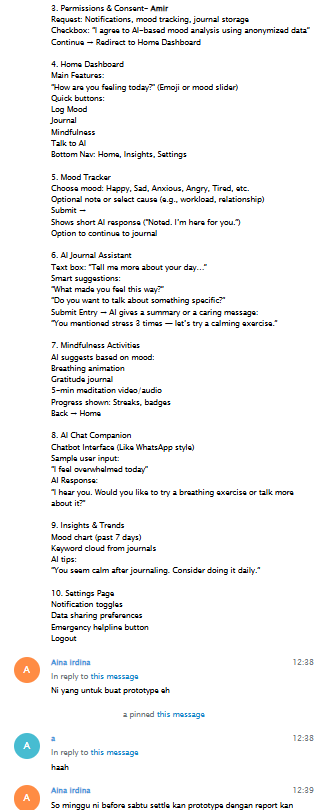 3. Permissions & Consent- Amir
Request: Notifications, mood tracking, journal storage
Checkbox: "I agree to AI-based mood analysis using anonymized data"
Continue → Redirect to Home Dashboard
4. Home Dashboard
Main Features:
"How are you feeling today?" (Emoji or mood slider)
Quick buttons:
Log Mood
Journal
Mindfulness
Talk to AI
Bottom Nav: Home, Insights, Settings
5. Mood Tracker
Choose mood: Happy, Sad, Anxious, Angry, Tired, etc.
Optional note or select cause (e.g., workload, relationship)
Submit →
Shows short AI response ("Noted. I'm here for you.")
Option to continue to journal
6. AI Journal Assistant
Text box: "Tell me more about your day..."
Smart suggestions:
"What made you feel this way?"
"Do you want to talk about something specific?"
Submit Entry → AI gives a summary or a caring message:
"You mentioned stress 3 times — let's try a calming exercise."
7. Mindfulness Activities
AI suggests based on mood:
Breathing animation
Gratitude journal
5-min meditation video/audio
Progress shown: Streaks, badges
Back → Home
8. AI Chat Companion
Chatbot Interface (Like WhatsApp style)
Sample user input:
"I feel overwhelmed today"
AI Response:
"I hear you. Would you like to try a breathing exercise or talk more
about it?"
9. Insights & Trends
Mood chart (past 7 days)
Keyword cloud from journals
AI tips:
"You seem calm after journaling. Consider doing it daily."
10. Settings Page
Notification toggles
Data sharing preferences
Emergency helpline button
Logout
A
Aina irdina 12:38
In reply to this message
Ni yang untuk buat prototype eh
a pinned this message
A
a 12:38
In reply to this message
haah
A
Aina irdina 12:39
So minggu ni before sabtu settle kan prototype dengan report kan